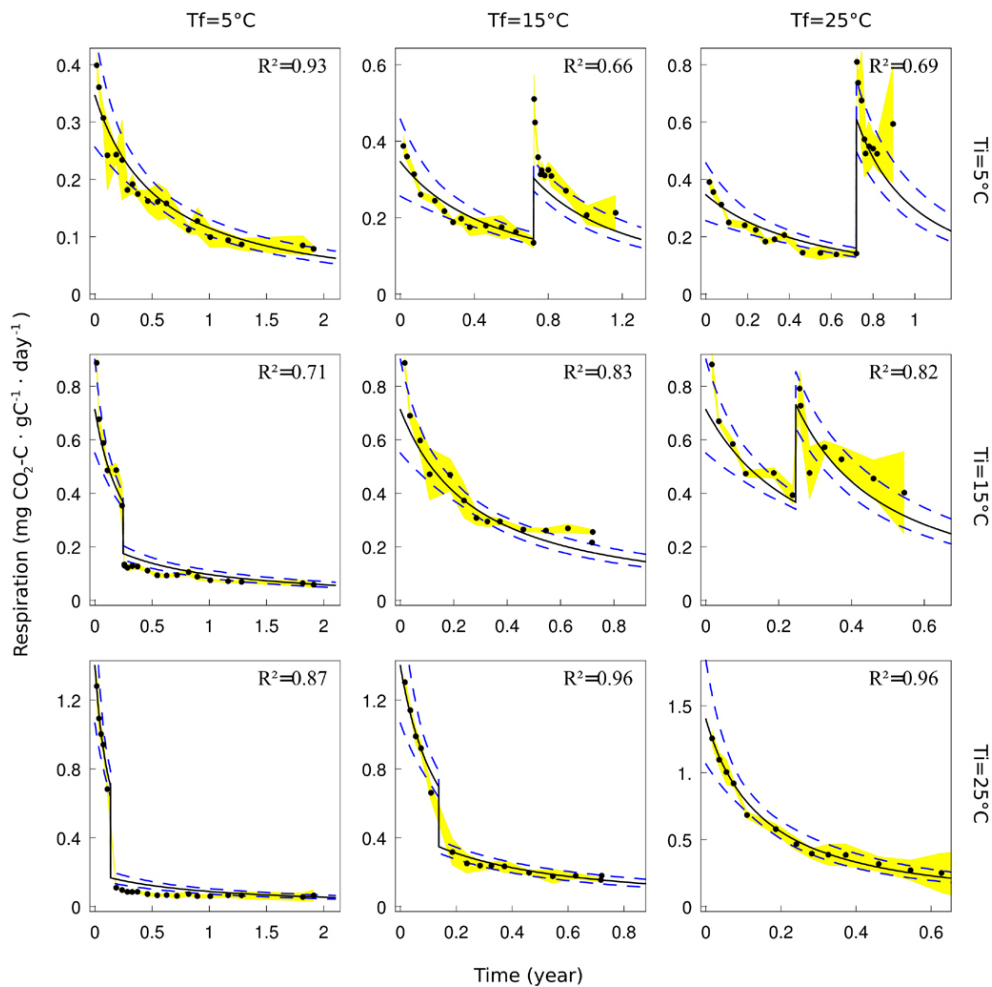 Tf=5°C Tf=15°C Tf=25°C
R²=0.93 R²=0.66 R²=0.69
0.4 0.3 0.2 0.1 0
0.6 0.4 0.2 0
0.8 0.6 0.4 0.2 0
Ti=5°C
0 0.5 1 1.5 2
0 0.4 0.8 1.2
0 0.2 0.4 0.6 0.8 1
Respiration (mg CO₂-C · gC⁻¹ · day⁻¹)
R²=0.71 R²=0.83 R²=0.82
0.8 0.6 0.4 0.2 0
0.8 0.6 0.4 0.2 0
0.8 0.6 0.4 0.2 0
Ti=15°C
0 0.5 1 1.5 2
0 0.2 0.4 0.6 0.8
0 0.2 0.4 0.6
R²=0.87 R²=0.96 R²=0.96
1.2 0.8 0.4 0
1.2 0.8 0.4 0
1.5 1. 0.5 0
Ti=25°C
0 0.5 1 1.5 2
0 0.2 0.4 0.6 0.8
0 0.2 0.4 0.6
Time (year)